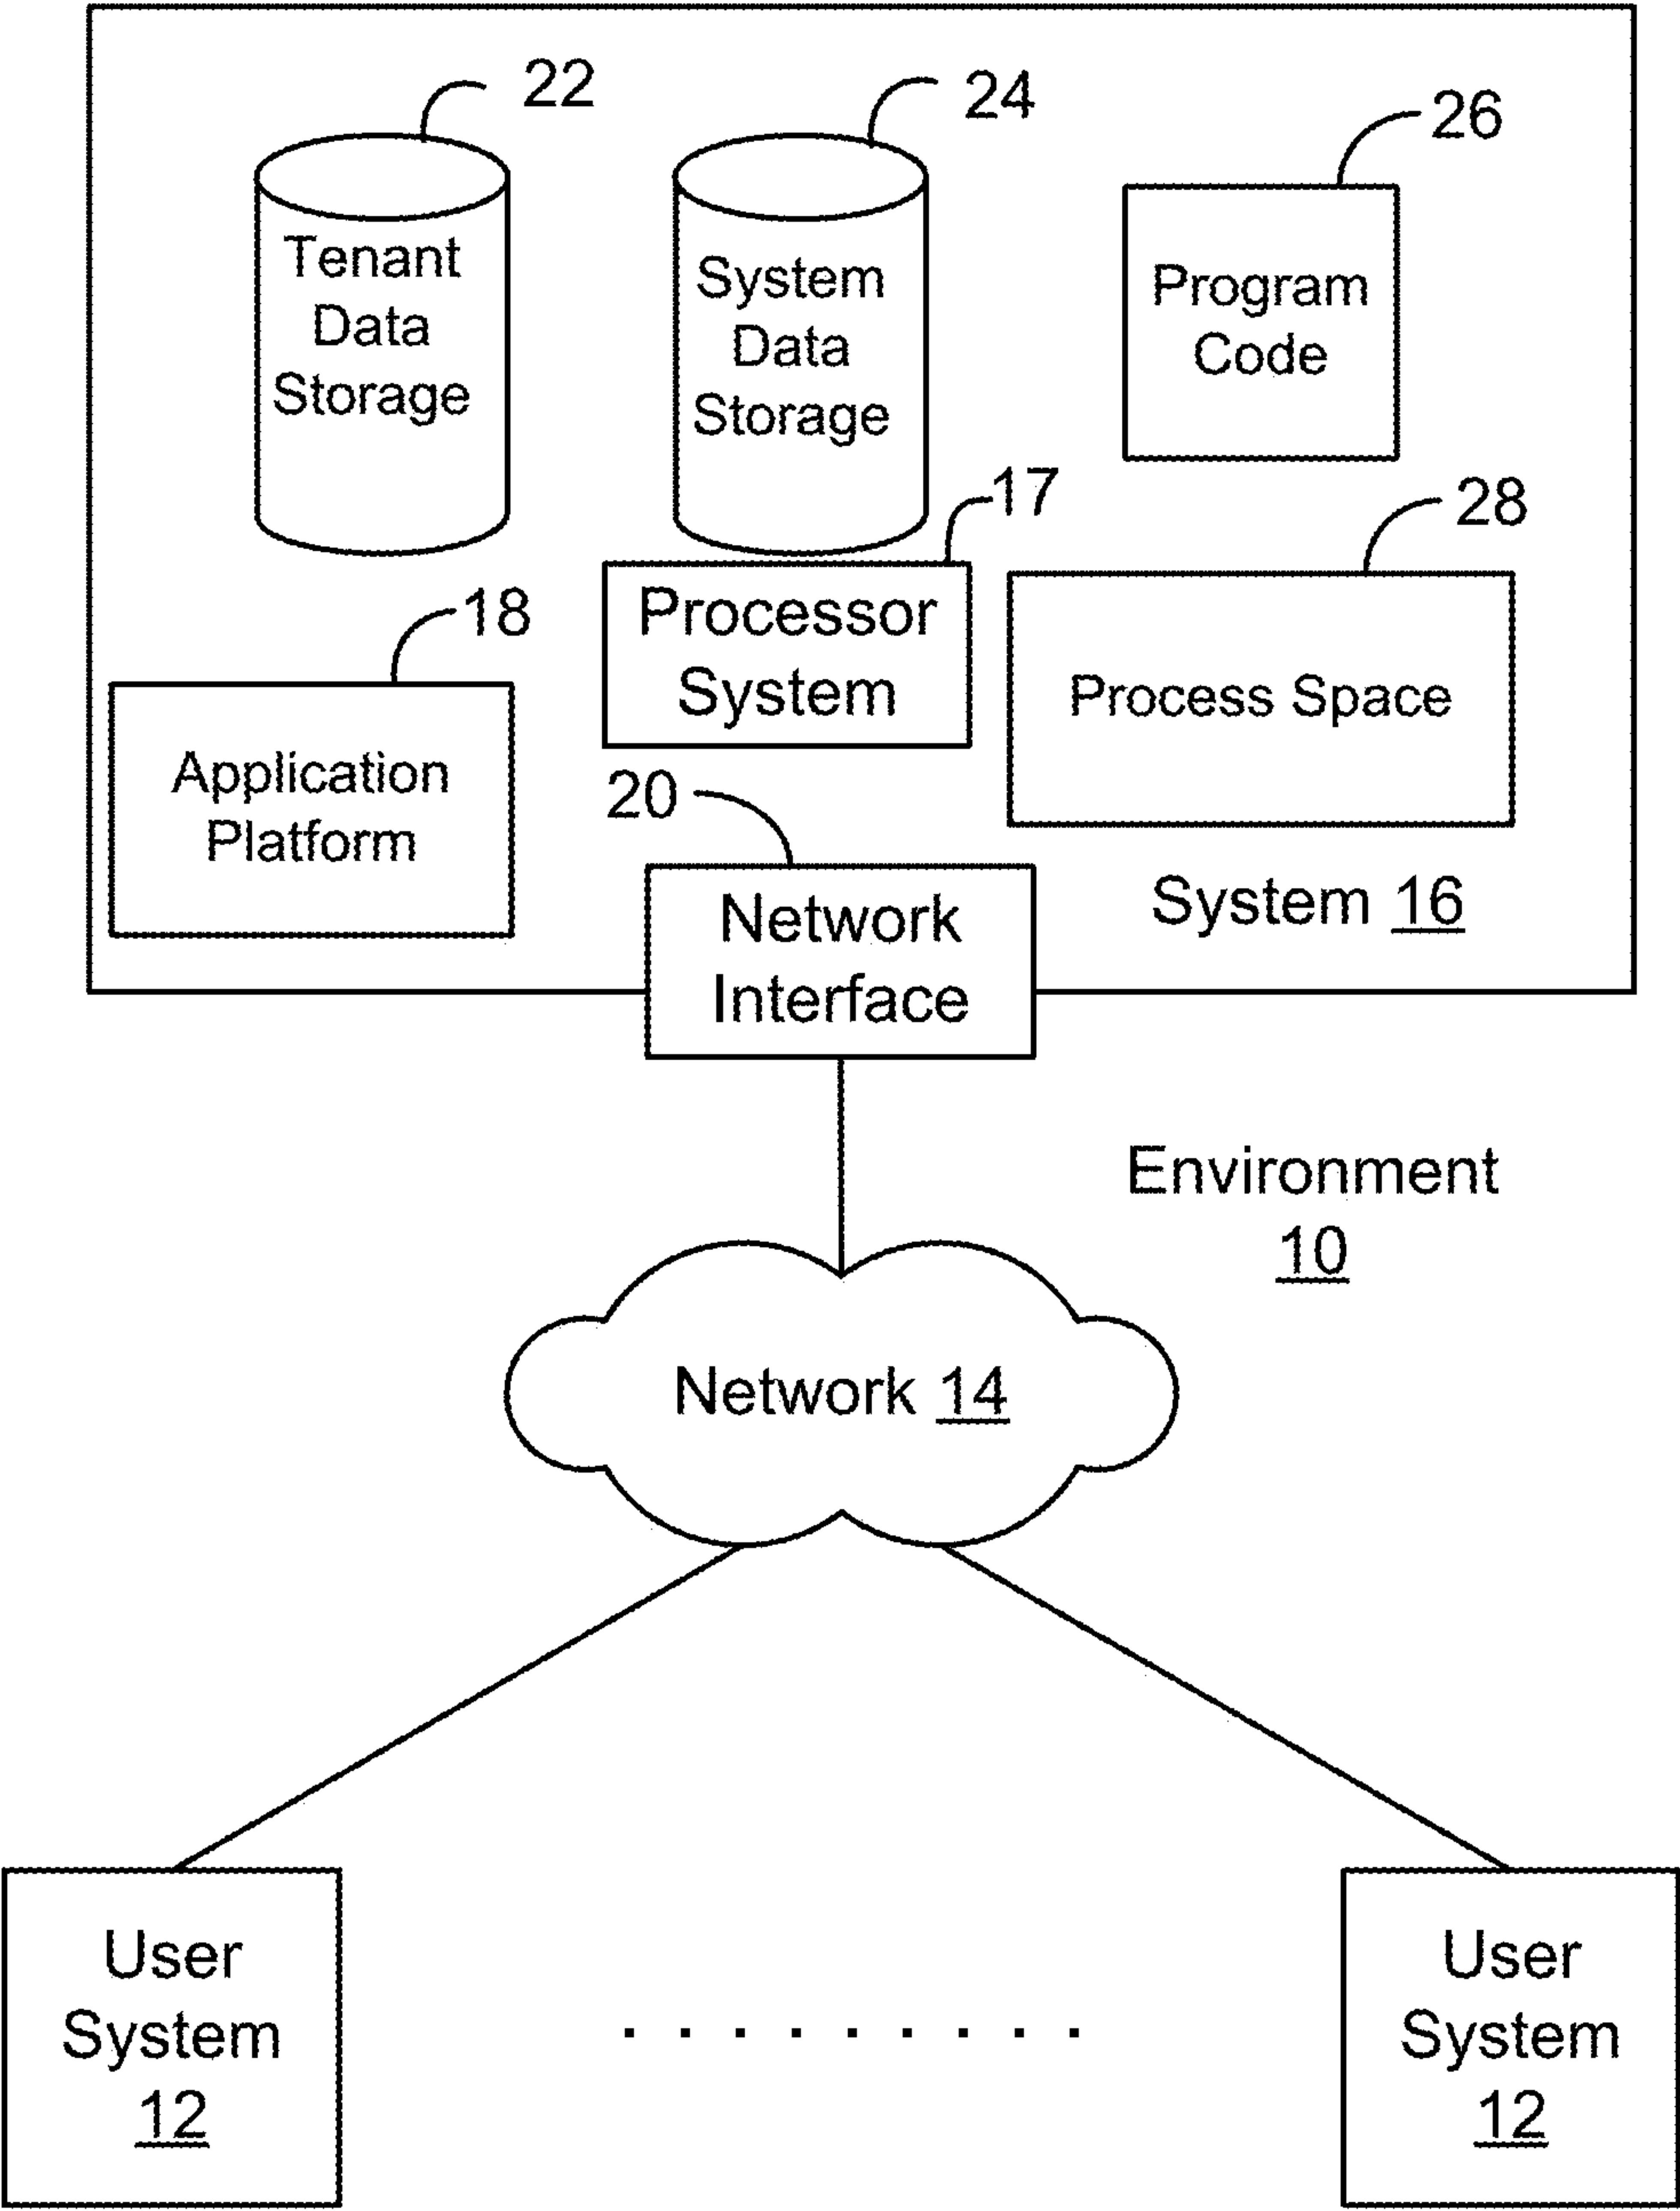 22
24
26
Tenant
Data
Storage
System
Data
Storage
Program
Code
17
28
18
Processor
System
Process Space
Application
Platform
20
Network
Interface
System 16
Environment
10
Network 14
User
System
12
. . . . . . . . .
User
System
12